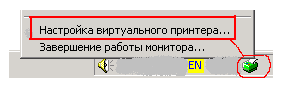 Настройка виртуального принтера...
Завершение работы монитора...
EN